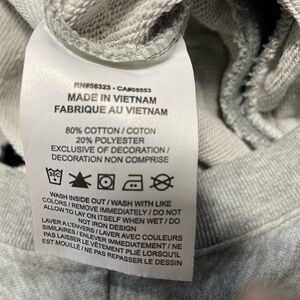 RN#56323 - CA#05553
MADE IN VIETNAM
FABRIQUE AU VIETNAM
80% COTTON / COTON
20% POLYESTER
EXCLUSIVE OF DECORATION /
DECORATION NON COMPRISE
WASH INSIDE OUT / WASH WITH LIKE
COLORS / REMOVE IMMEDIATELY / DO NOT
ALLOW TO LAY ON ITSELF WHEN WET / DO
NOT IRON DESIGN
LAVER A L'ENVERS / LAVER AVEC COULEURS
SIMILAIRES / ENLEVER IMMEDIATEMENT / NE
PAS LAISSER LE VÊTEMENT PLIÉ LORSQU'IL
EST MOUILLÉ / NE PAS REPASSER LE DESSIN